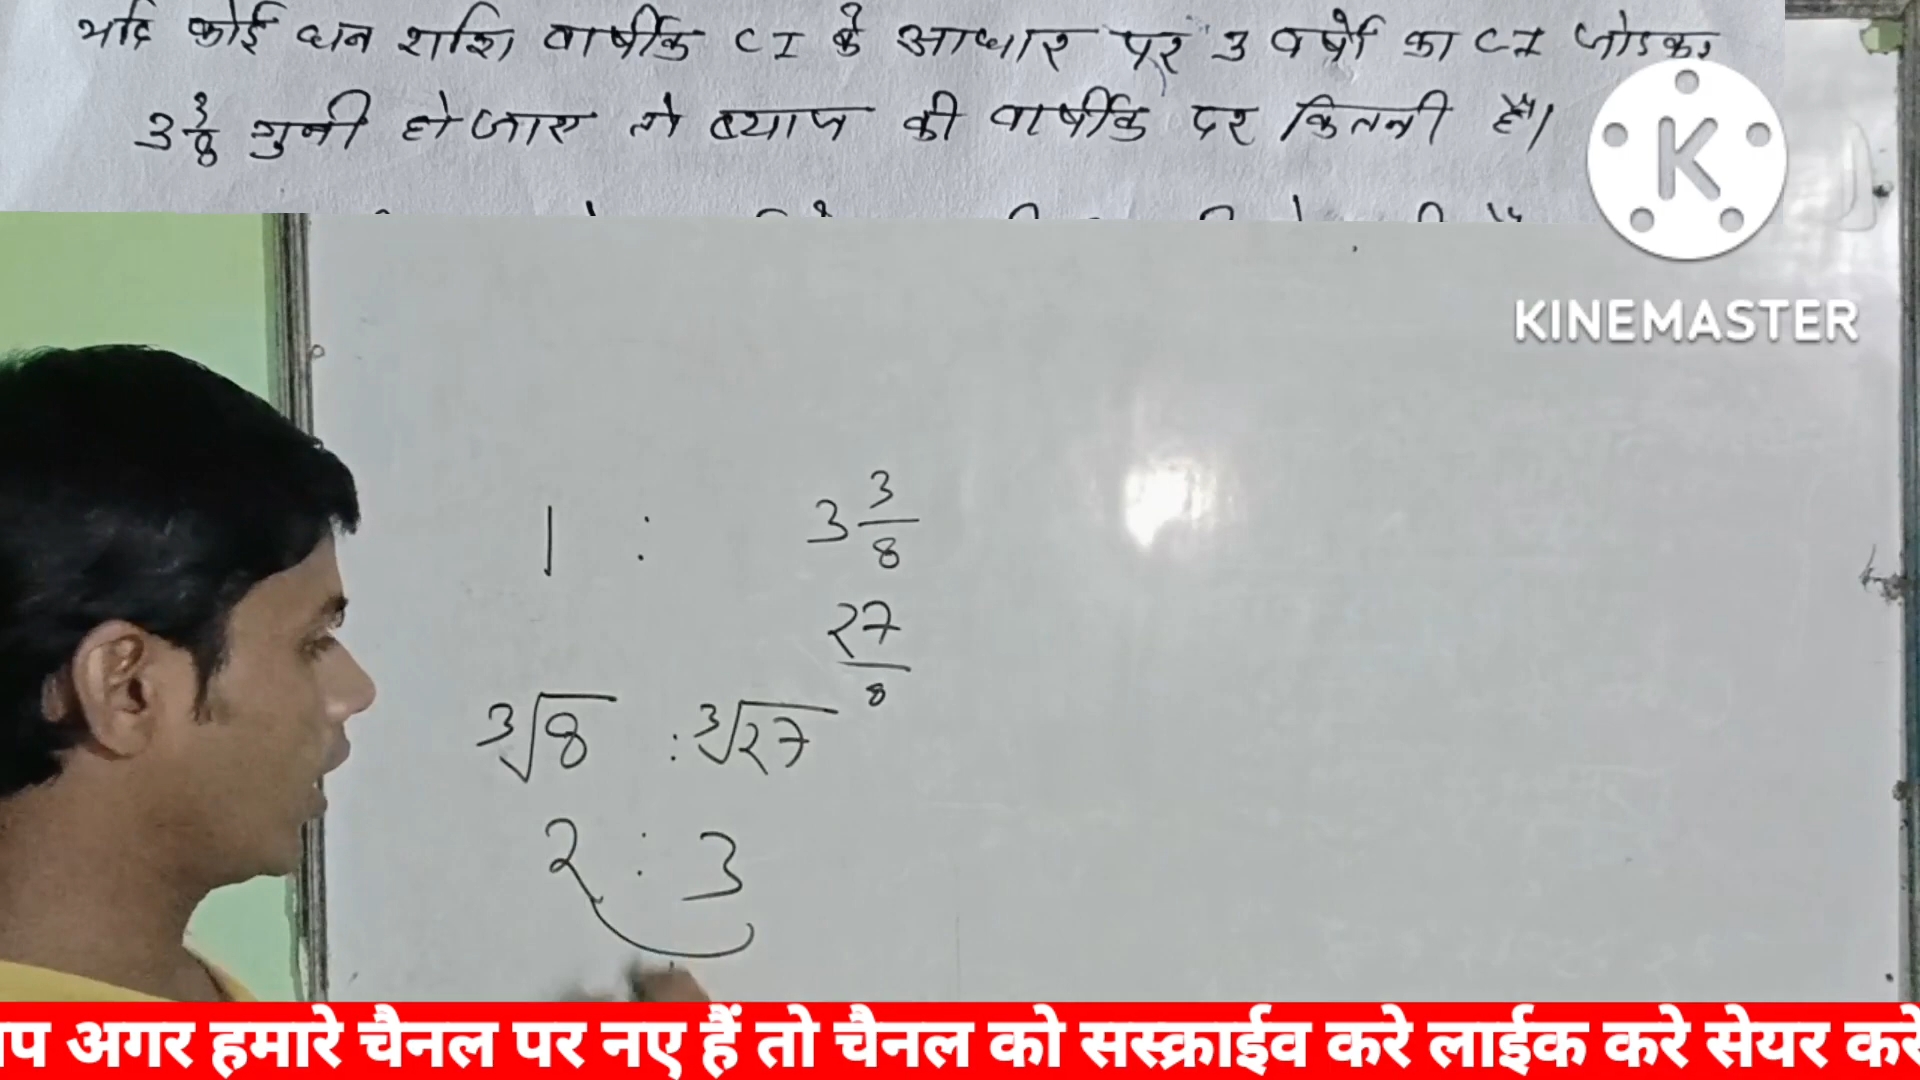 यदि कोई धन राशि वार्षीक CI के आधार पर 3 वर्षो का CI जोडकर
3 3/8 गुनी हो जाए तो ब्याज की वार्षीक दर कितनी है।
KINEMASTER
1 : 3 3/8
27/8
∛8 : ∛27
2 : 3
अगर हमारे चैनल पर नए हैं तो चैनल को सस्क्राईव करे लाईक करे सेयर करे